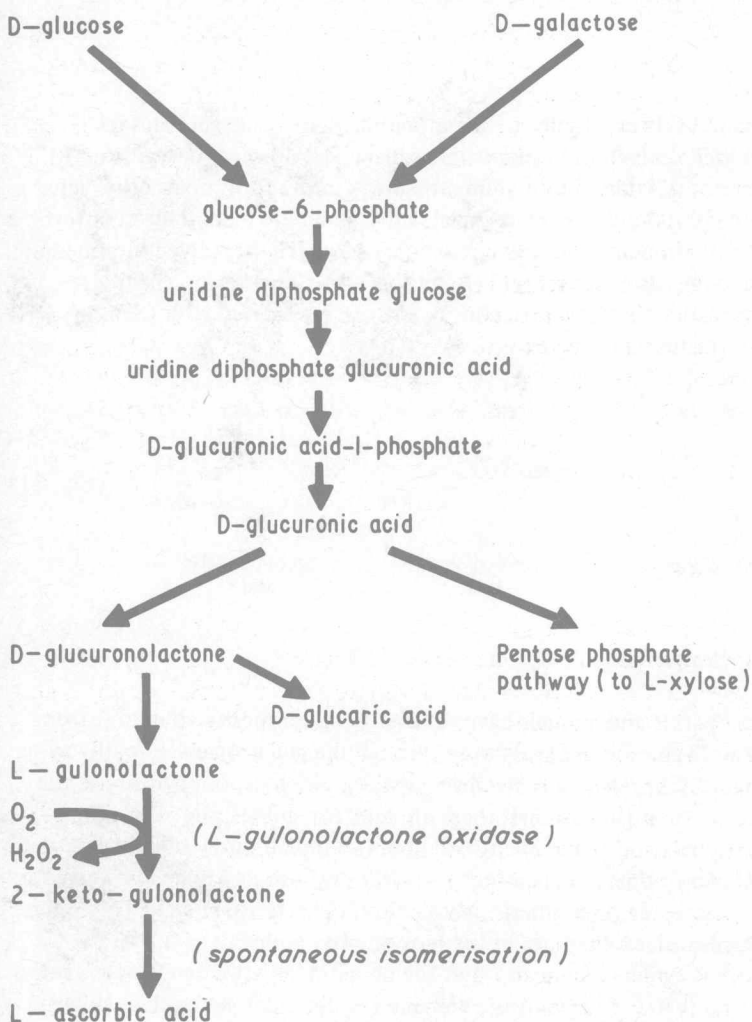 D-glucose
D-galactose
glucose-6-phosphate
uridine diphosphate glucose
uridine diphosphate glucuronic acid
D-glucuronic acid-1-phosphate
D-glucuronic acid
D-glucuronolactone
Pentose phosphate
pathway (to L-xylose)
D-glucaric acid
L-gulonolactone
O₂
(L-gulonolactone oxidase)
H₂O₂
2-keto-gulonolactone
(spontaneous isomerisation)
L-ascorbic acid